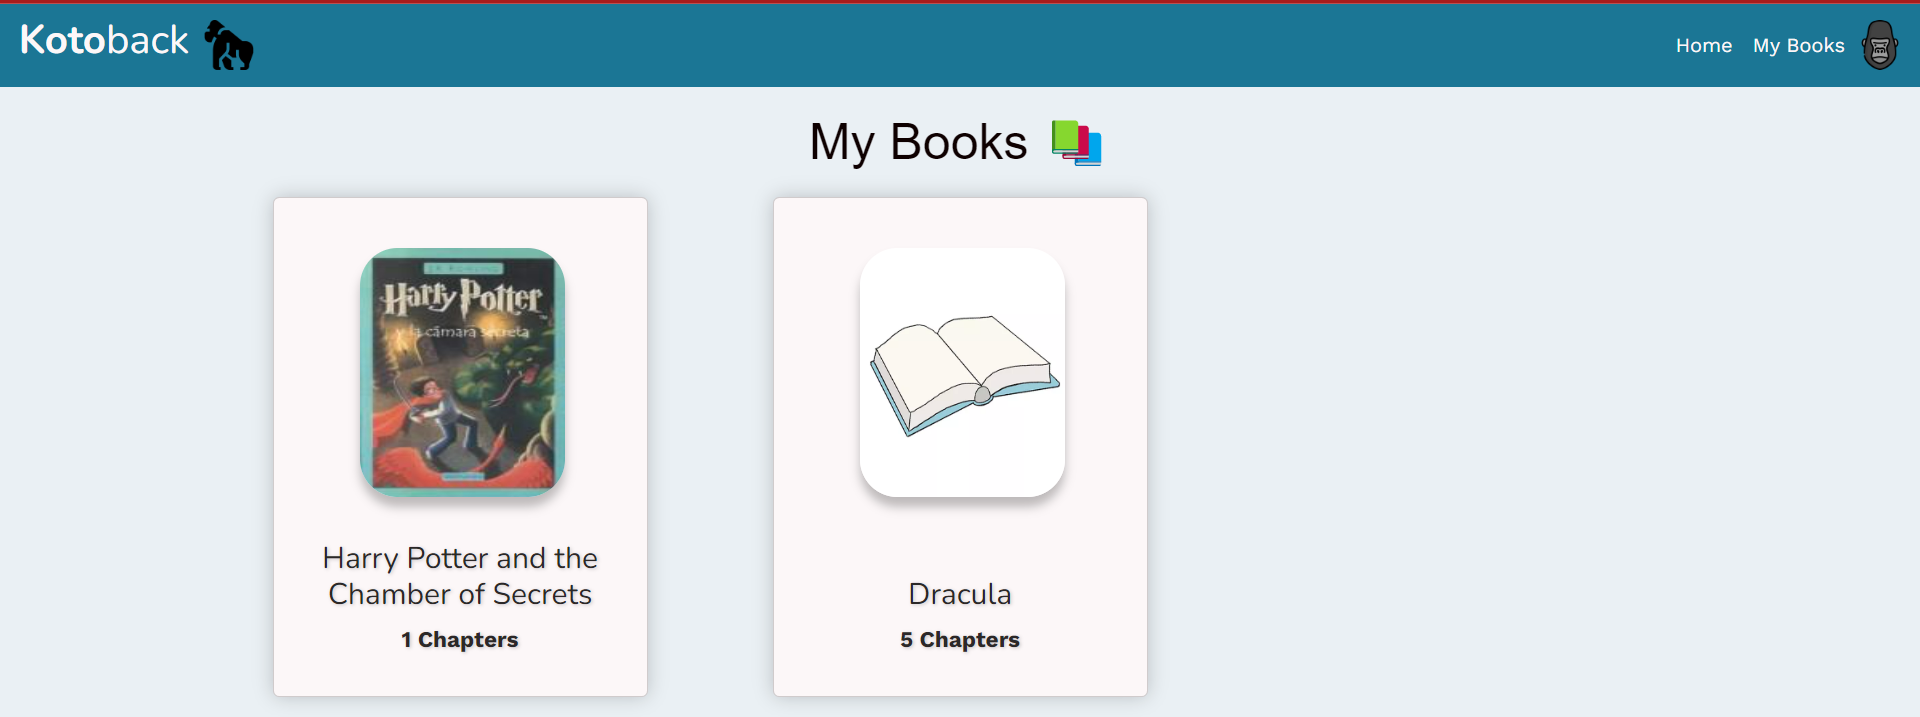 Kotoback
Home My Books
My Books
J.K. ROWLING
Harry Potter
y la cámara secreta
Harry Potter and the
Chamber of Secrets
1 Chapters
Dracula
5 Chapters